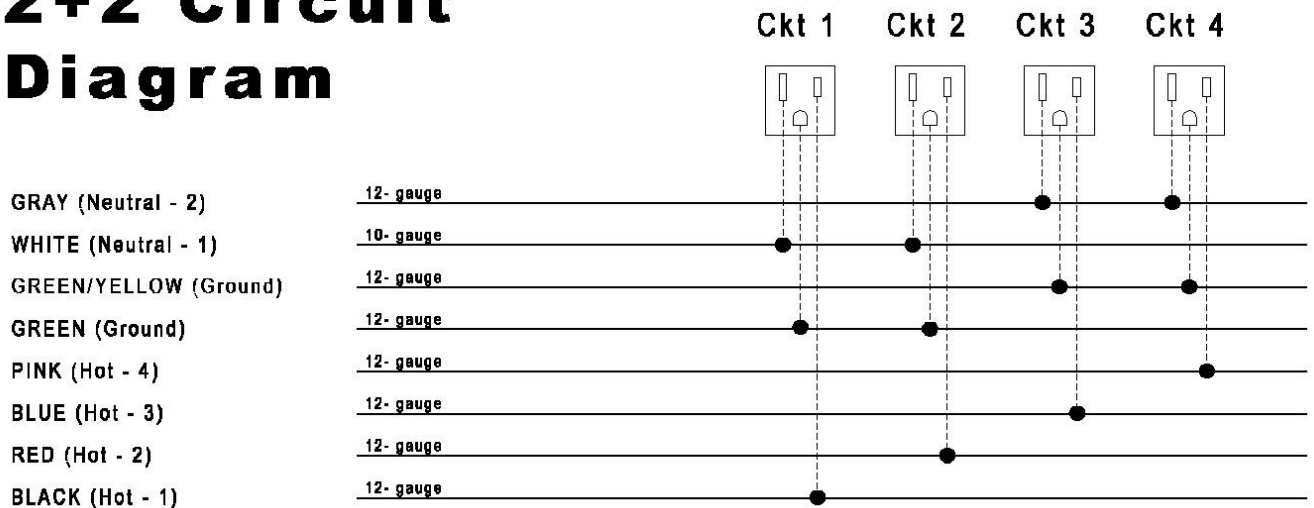 2+2 Circuit
Diagram
Ckt 1 Ckt 2 Ckt 3 Ckt 4
GRAY (Neutral - 2) 12- gauge
WHITE (Neutral - 1) 10- gauge
GREEN/YELLOW (Ground) 12- gauge
GREEN (Ground) 12- gauge
PINK (Hot - 4) 12- gauge
BLUE (Hot - 3) 12- gauge
RED (Hot - 2) 12- gauge
BLACK (Hot - 1) 12- gauge